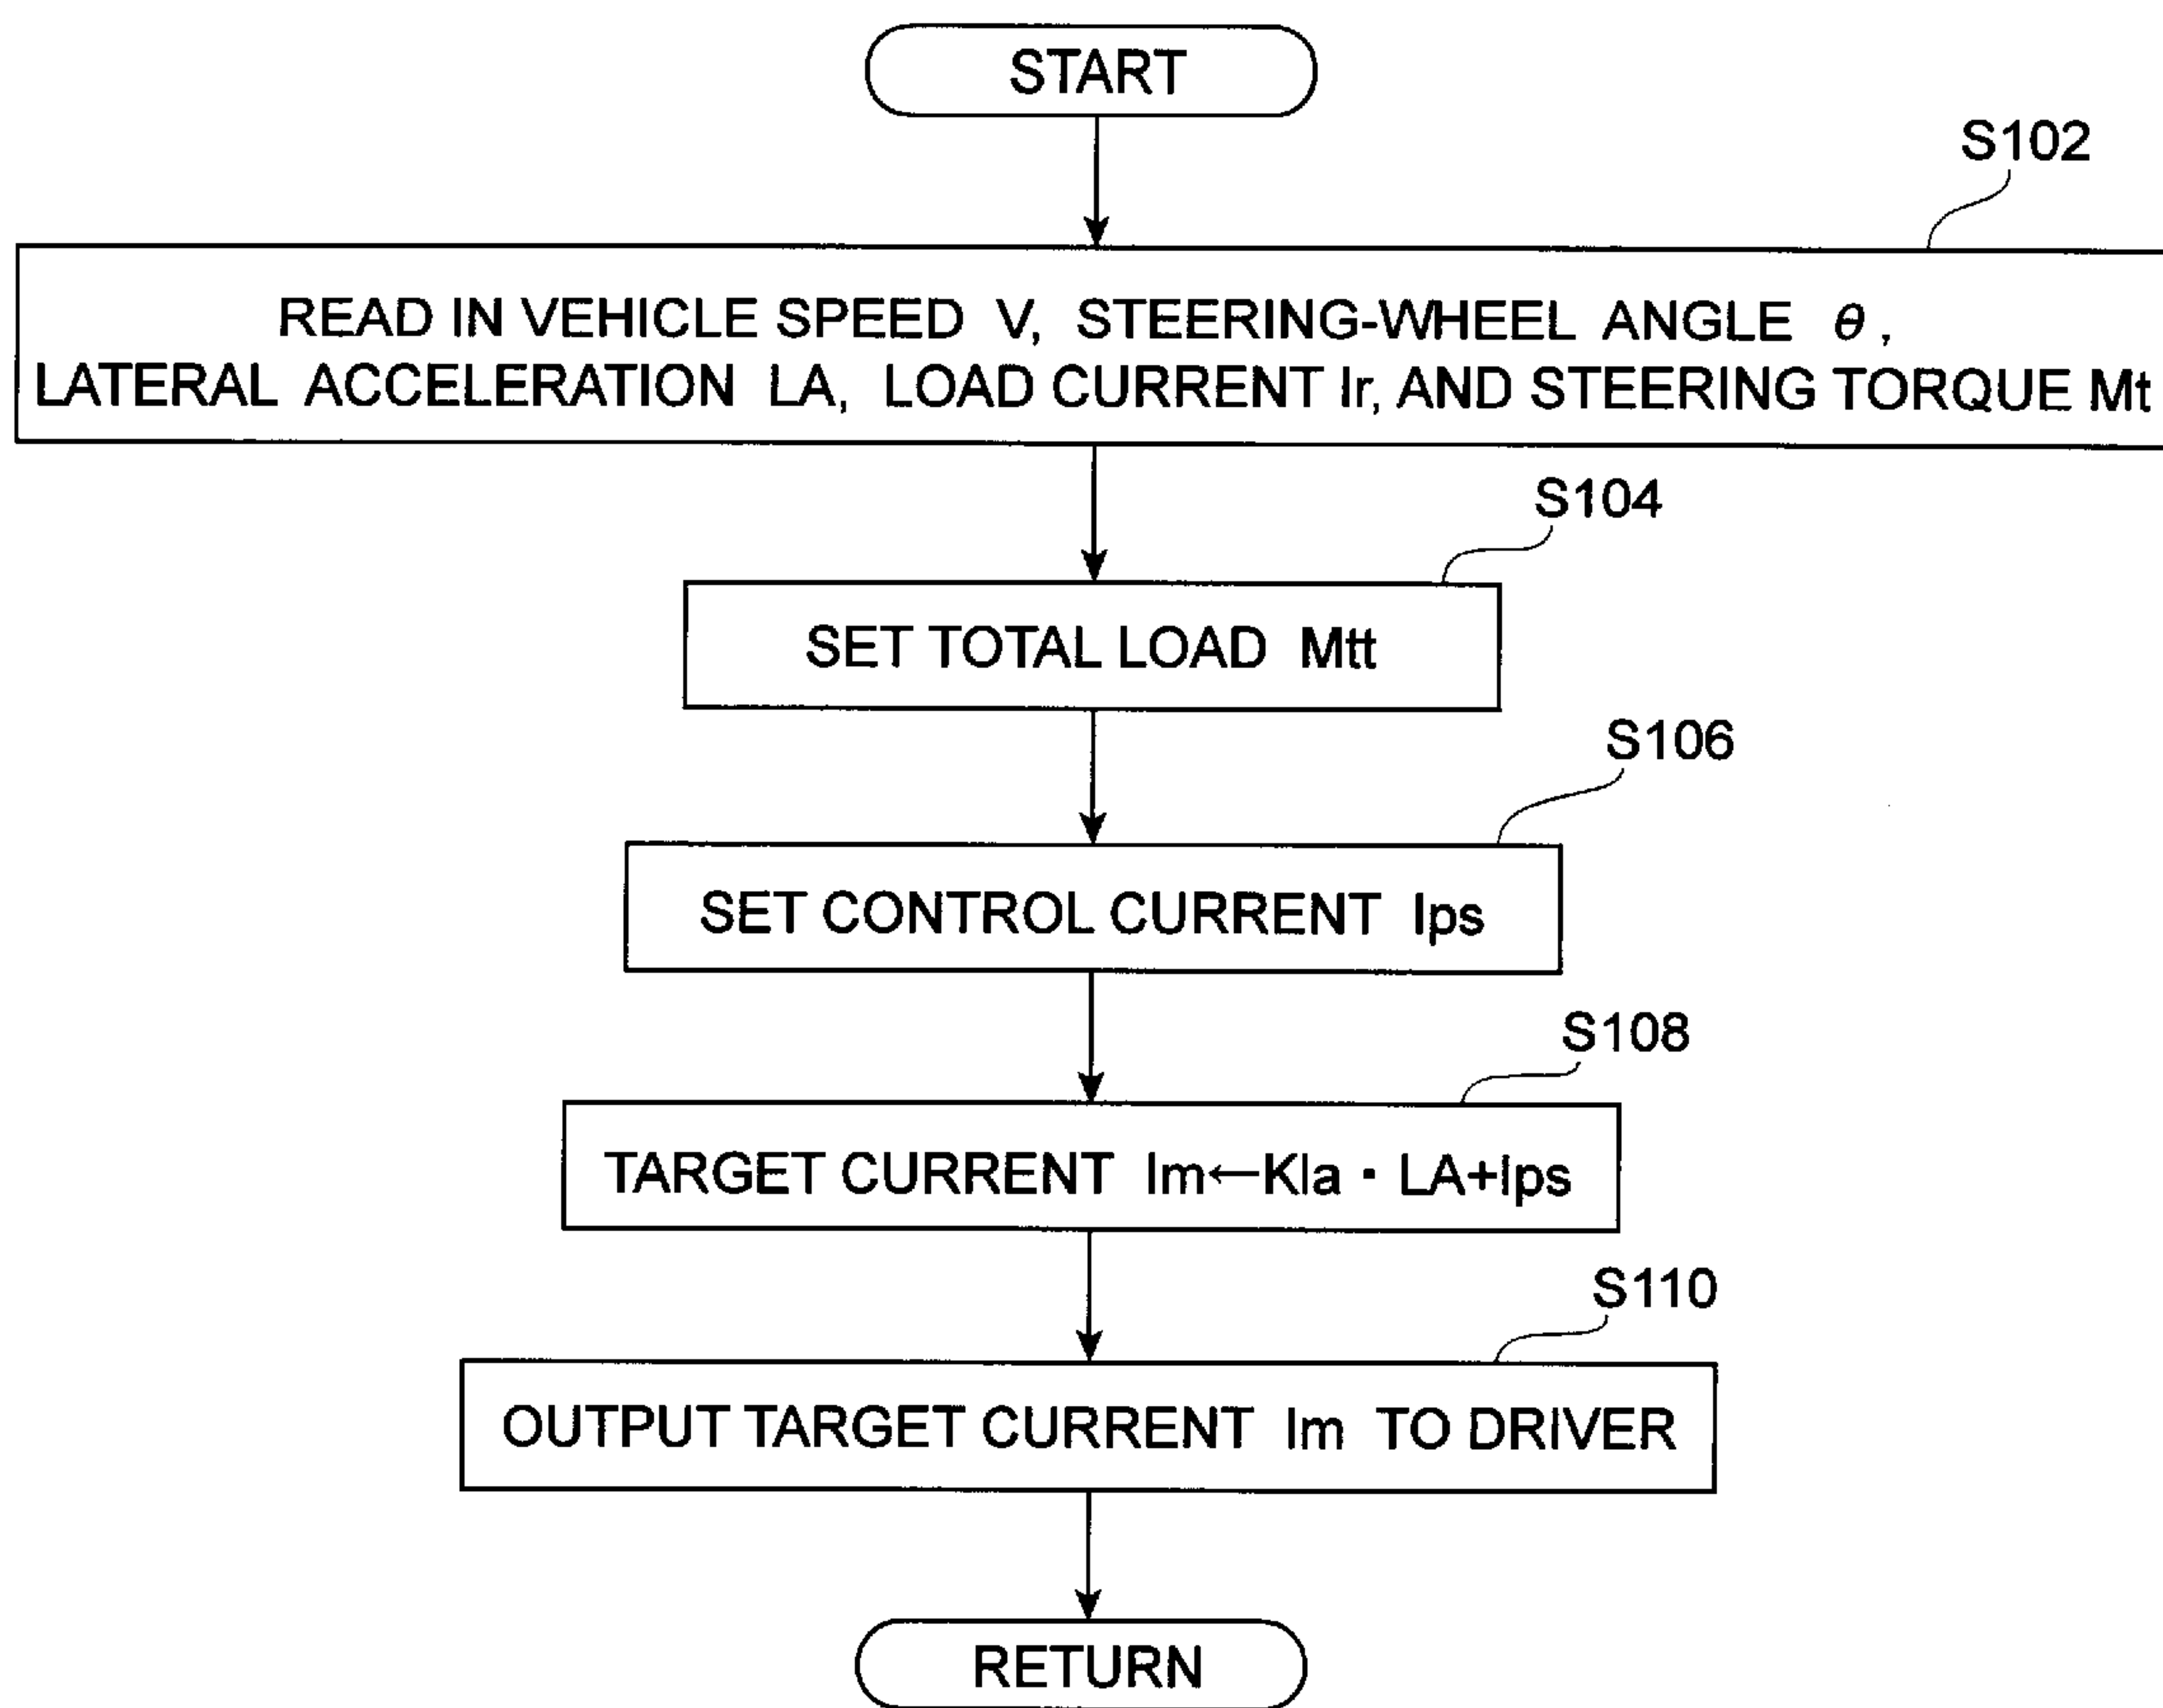 START
S102
READ IN VEHICLE SPEED V, STEERING-WHEEL ANGLE θ,
LATERAL ACCELERATION LA, LOAD CURRENT Ir, AND STEERING TORQUE Mt
S104
SET TOTAL LOAD Mtt
S106
SET CONTROL CURRENT Ips
S108
TARGET CURRENT Im←Kla・LA+Ips
S110
OUTPUT TARGET CURRENT Im TO DRIVER
RETURN